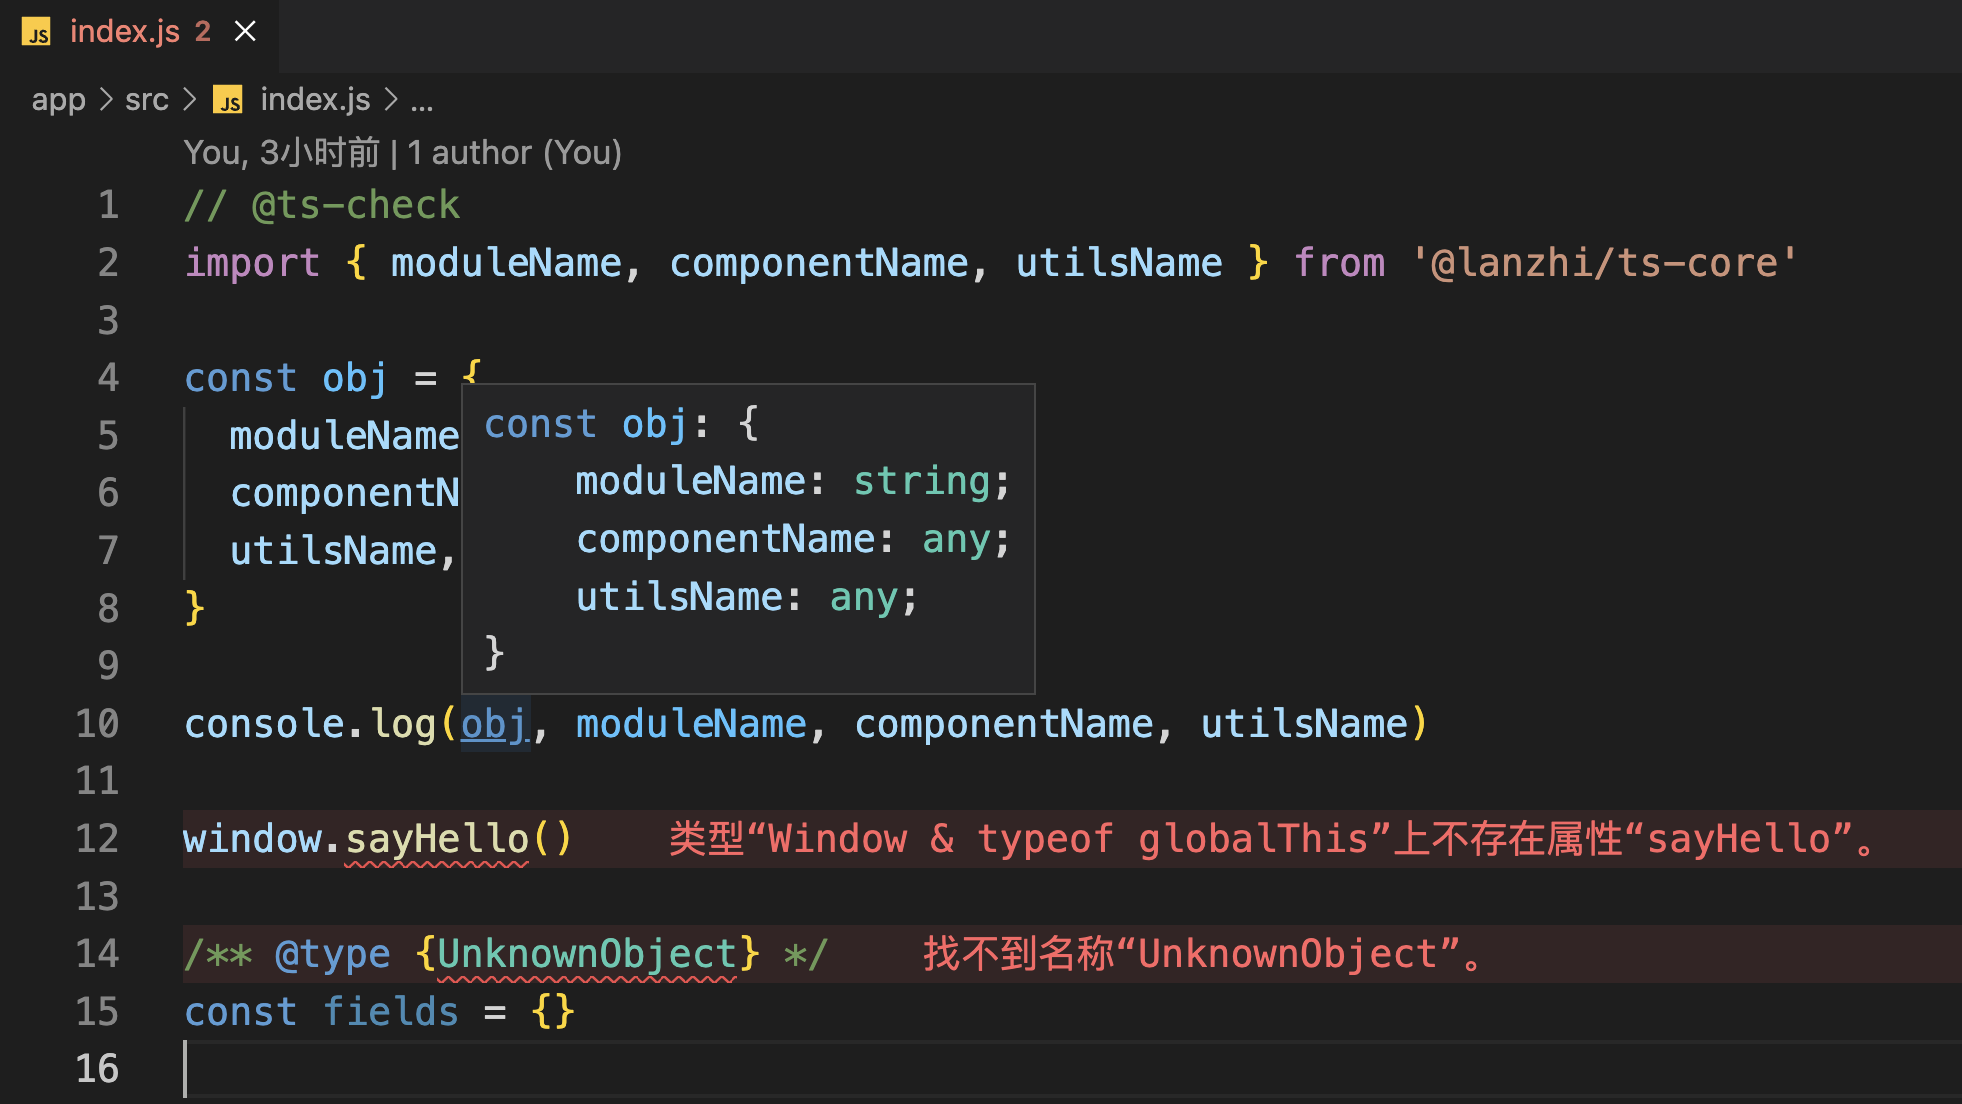 JS index.js 2
app > src > JS index.js > ...
You, 3小时前 | 1 author (You)
1 // @ts-check
2 import { moduleName, componentName, utilsName } from '@lanzhi/ts-core'
3
4 const obj = {
5 moduleName
6 componentN
7 utilsName,
8 }
9
const obj: {
moduleName: string;
componentName: any;
utilsName: any;
}
10 console.log(obj, moduleName, componentName, utilsName)
11
12 window.sayHello() 类型“Window & typeof globalThis”上不存在属性“sayHello”。
13
14 /** @type {UnknownObject} */ 找不到名称“UnknownObject”。
15 const fields = {}
16